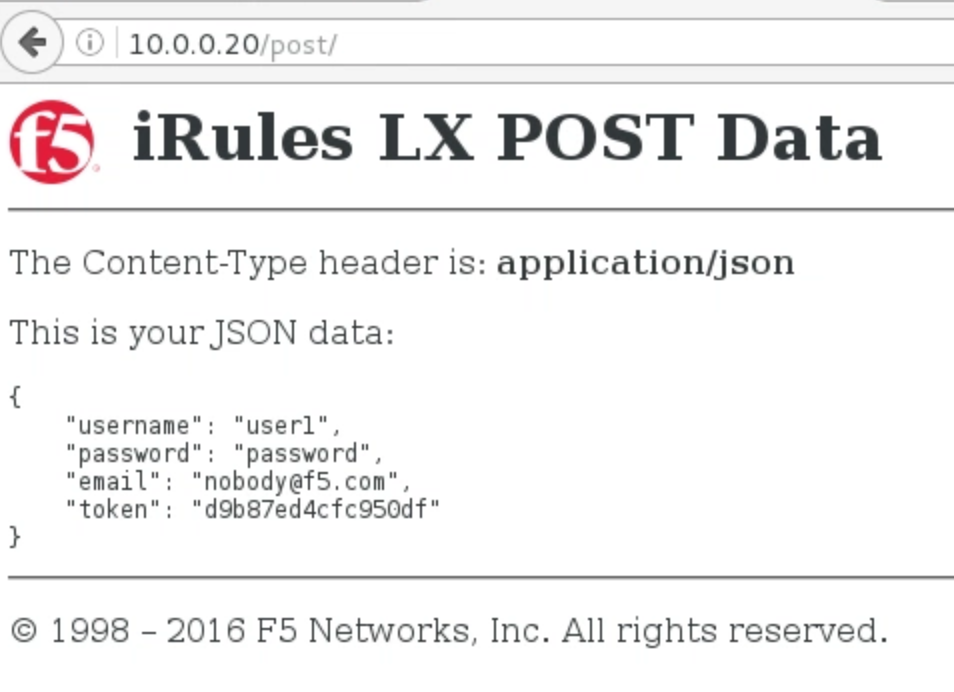 10.0.0.20/post/
f5 iRules LX POST Data
The Content-Type header is: application/json
This is your JSON data:
{
    "username": "user1",
    "password": "password",
    "email": "nobody@f5.com",
    "token": "d9b87ed4cfc950df"
}
© 1998 – 2016 F5 Networks, Inc. All rights reserved.